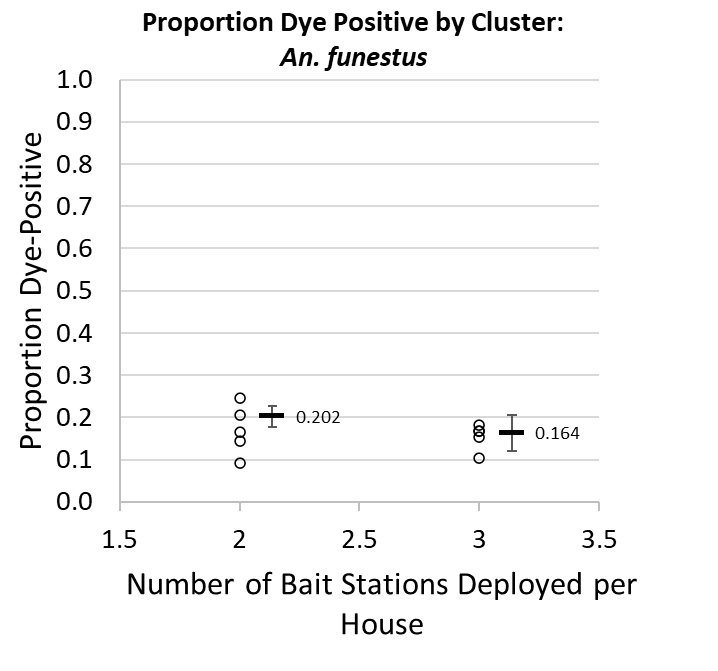 Proportion Dye Positive by Cluster:
An. funestus
Proportion Dye-Positive
1.0
0.9
0.8
0.7
0.6
0.5
0.4
0.3
0.2
0.1
0.0
0.202
0.164
1.5 2 2.5 3 3.5
Number of Bait Stations Deployed per
House